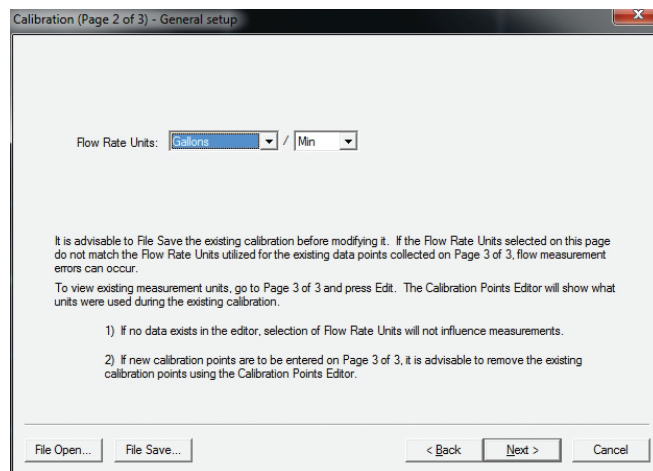 Calibration (Page 2 of 3) - General setup
x
Flow Rate Units: Gallons / Min
It is advisable to File Save the existing calibration before modifying it. If the Flow Rate Units selected on this page
do not match the Flow Rate Units utilized for the existing data points collected on Page 3 of 3, flow measurement
errors can occur.
To view existing measurement units, go to Page 3 of 3 and press Edit. The Calibration Points Editor will show what
units were used during the existing calibration.
1) If no data exists in the editor, selection of Flow Rate Units will not influence measurements.
2) If new calibration points are to be entered on Page 3 of 3, it is advisable to remove the existing
calibration points using the Calibration Points Editor.
File Open... File Save... < Back Next > Cancel